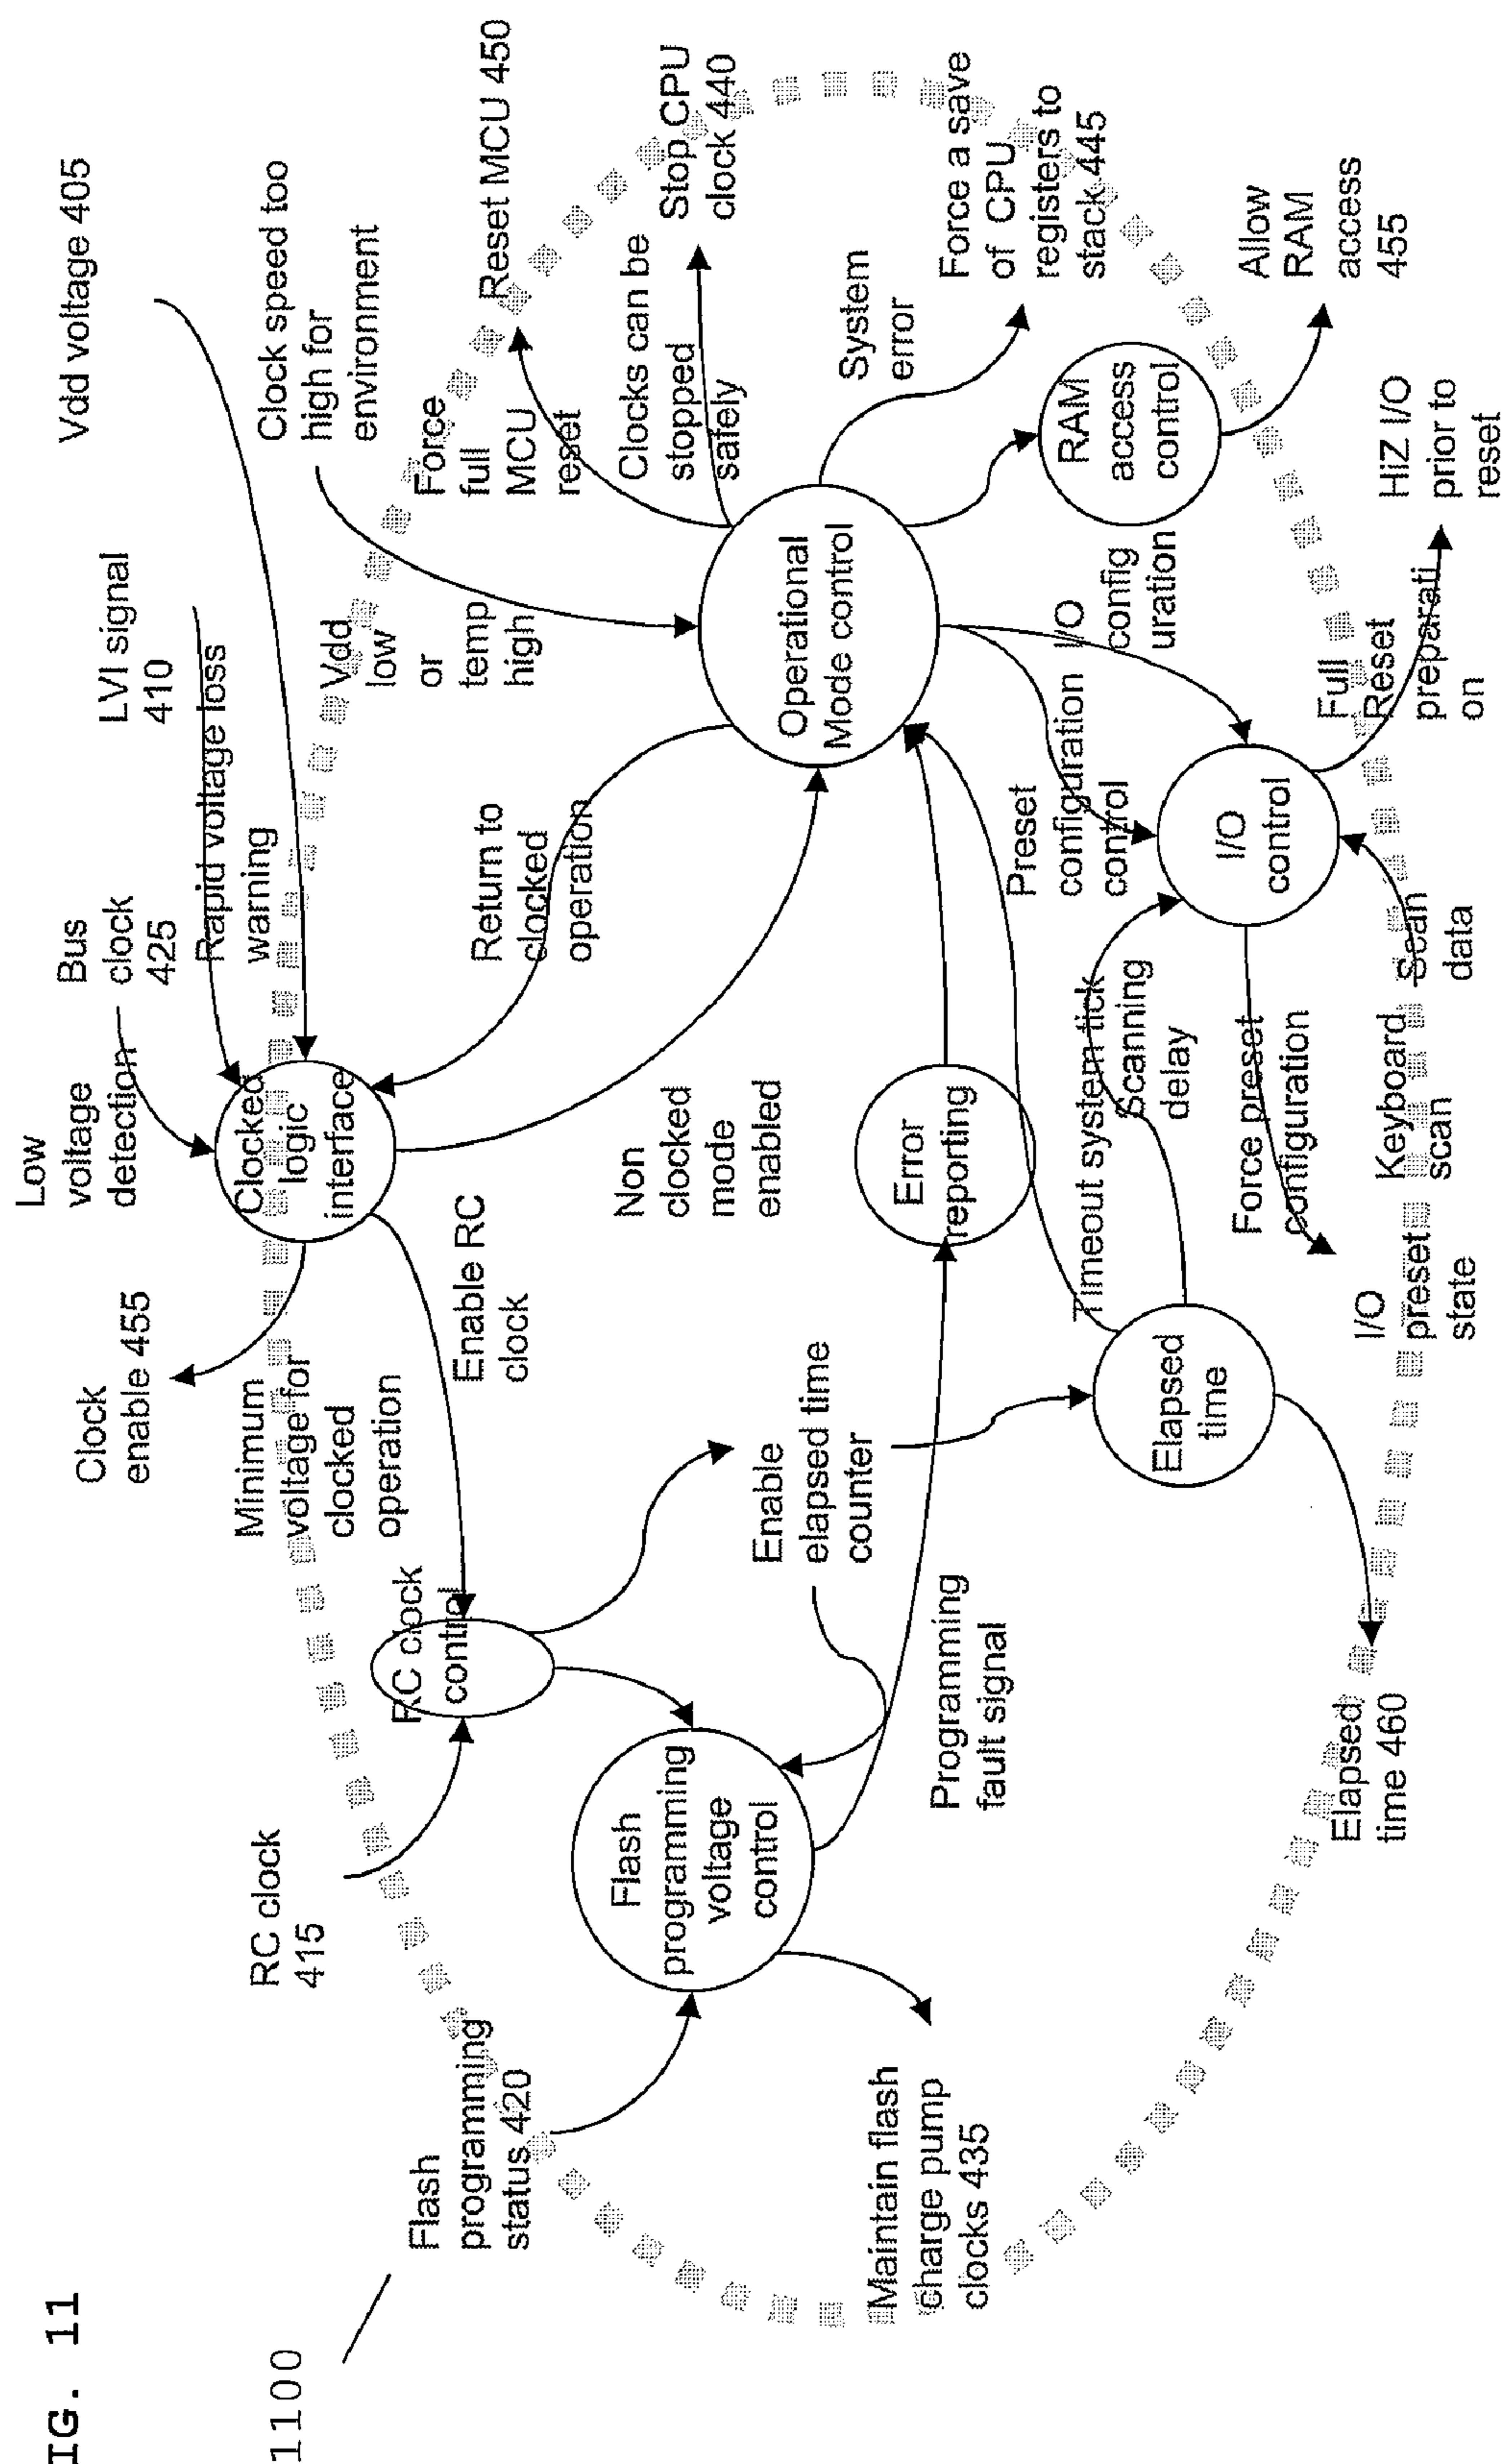 IG. 11
1100
Low
voltage
detection
Bus
clock
425
LVI signal
410
Vdd voltage 405
Rapid voltage loss
warning
Clock speed too
high for
environment
Clock
enable 455
Clocked
logic
interface
Vdd
low
or
temp
high
Force
full
MCU
reset
Reset MCU 450
Minimum
voltage for
clocked
operation
Enable RC
clock
Return to
clocked
operation
Clocks can be
stopped
safely
Stop CPU
clock 440
RC clock
415
RC clock
control
Non
clocked
mode
enabled
Operational
Mode control
System
error
Force a save
of CPU
registers to
stack 445
Flash
programming
status 420
Flash
programming
voltage
control
Enable
elapsed time
counter
Error
reporting
Preset
configuration
control
I/O
config
uration
RAM
access
control
Allow
RAM
access
455
Maintain flash
charge pump
clocks 435
Programming
fault signal
Elapsed
time
Timeout system tick
Scanning
delay
I/O
control
Full
Reset
preparati
on
HiZ I/O
prior to
reset
Force preset
configuration
Elapsed
time 460
I/O
preset
state
Keyboard
scan
Scan
data